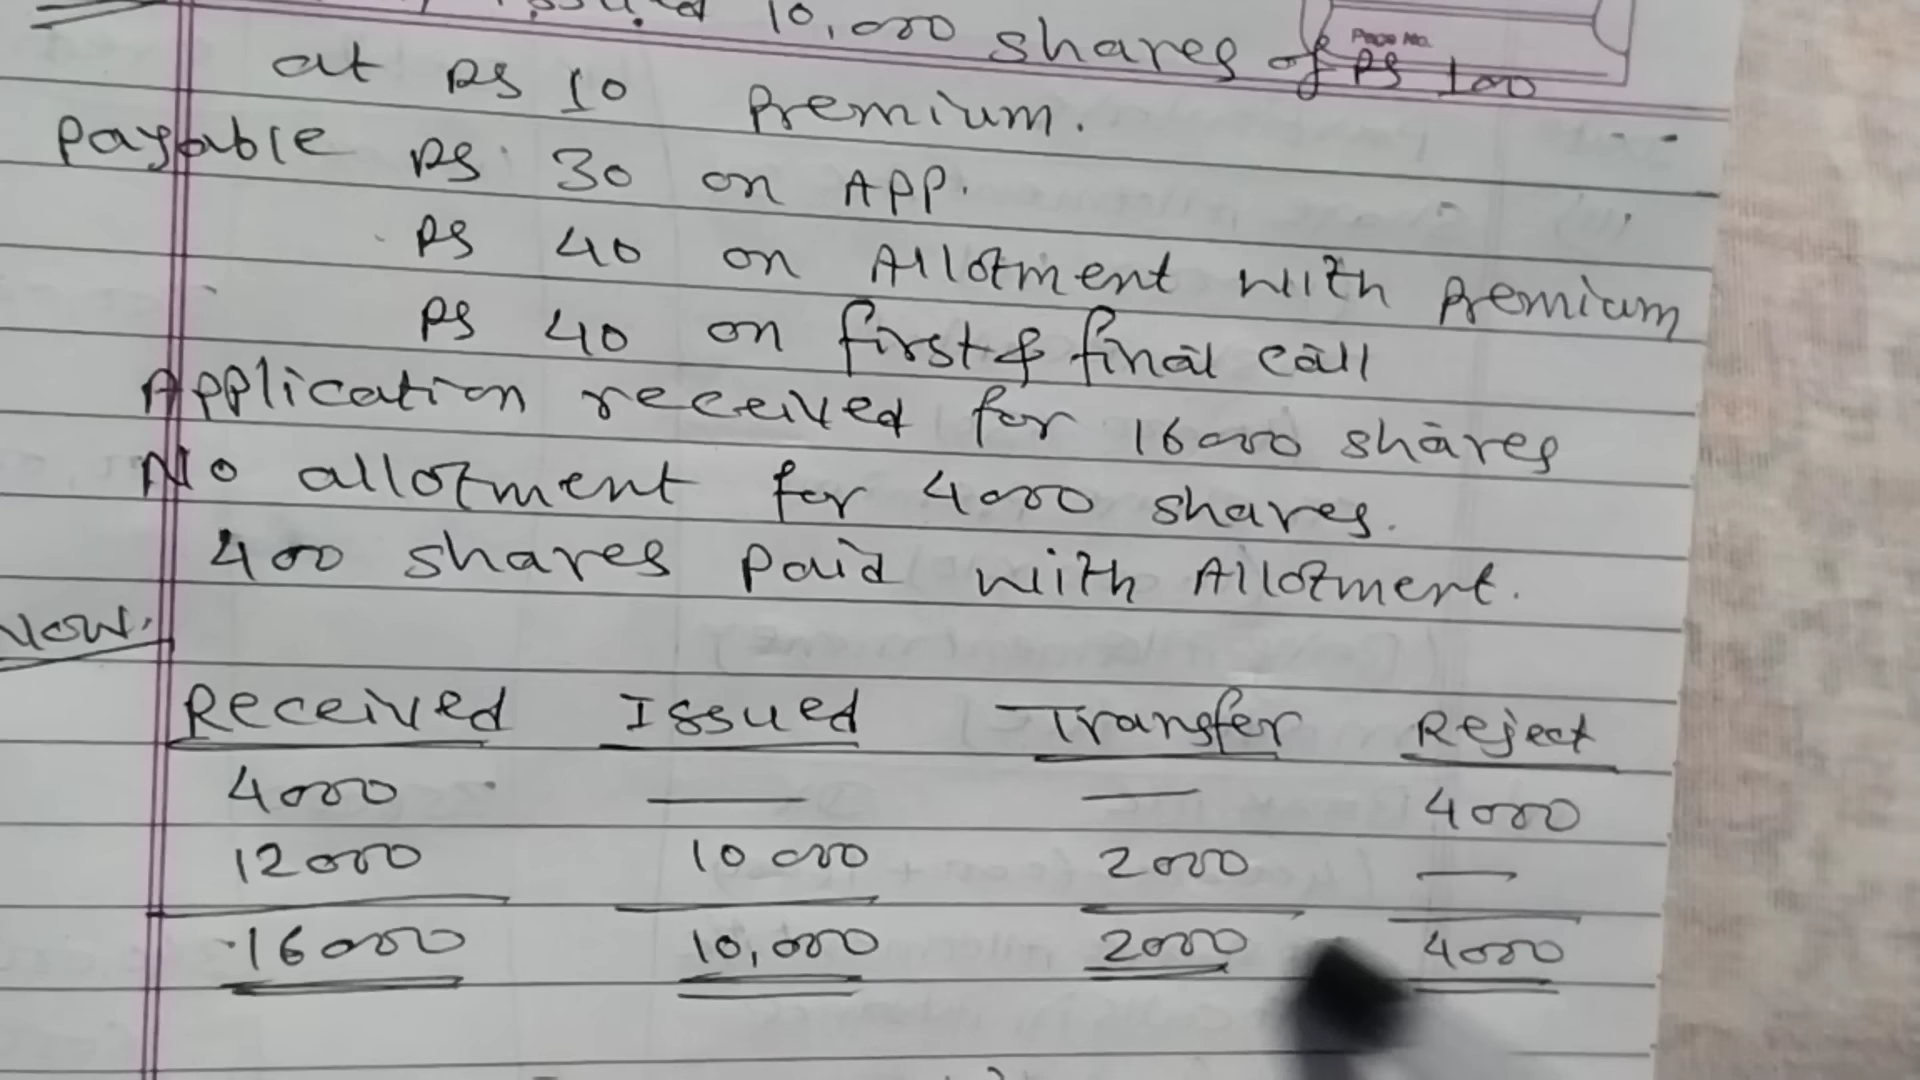 issued 10,000 shares of RS 100
Page No.
at RS 10 Premium.
Payable RS 30 on APP.
RS 40 on Allotment with Premium
RS 40 on first & final call
Application received for 16000 shares
No allotment for 4000 shares.
400 shares Paid with Allotment.
Now.
Received Issued Transfer Reject
4000 — — 4000
12000 10000 2000 —
16000 10,000 2000 4000